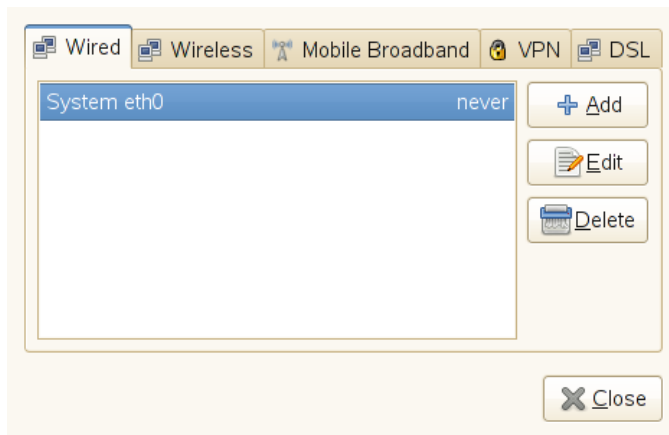 Wired Wireless Mobile Broadband VPN DSL
System eth0 never
Add
Edit
Delete
Close